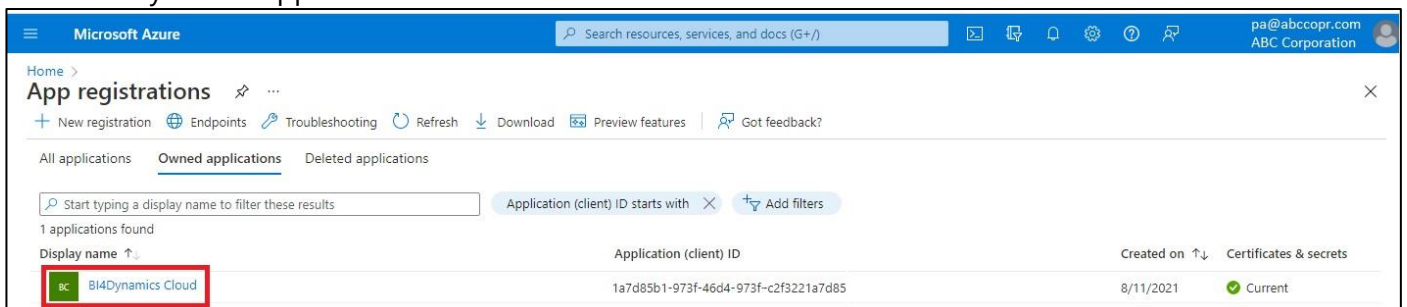 Microsoft Azure
Search resources, services, and docs (G+/)
pa@abccopr.com
ABC Corporation
Home >
App registrations
New registration Endpoints Troubleshooting Refresh Download Preview features Got feedback?
All applications Owned applications Deleted applications
Start typing a display name to filter these results Application (client) ID starts with Add filters
1 applications found
Display name Application (client) ID Created on Certificates & secrets
BC BI4Dynamics Cloud 1a7d85b1-973f-46d4-973f-c2f3221a7d85 8/11/2021 Current